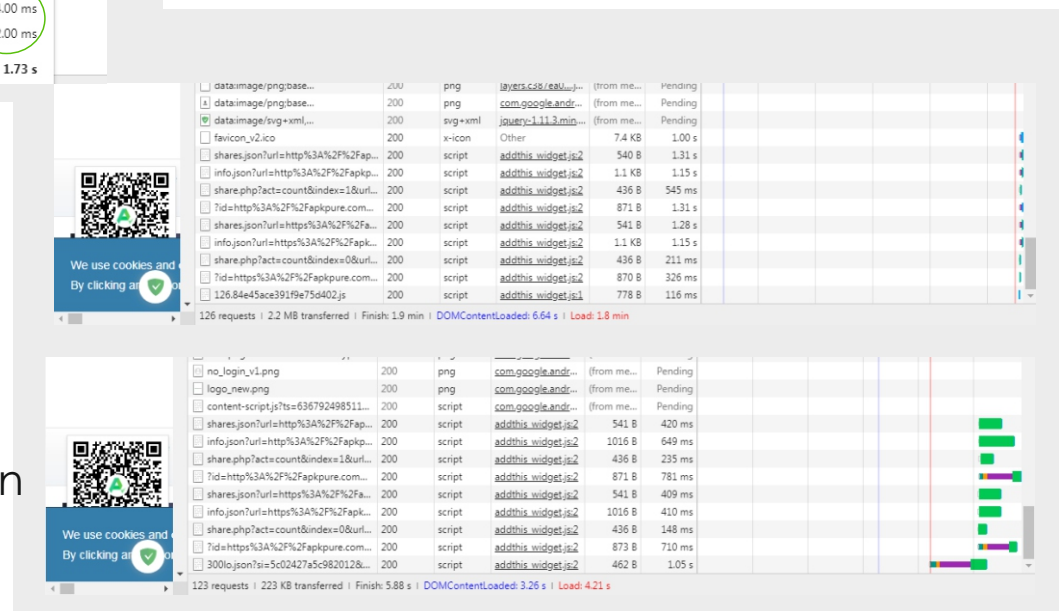 .00 ms
2.00 ms
1.73 s
data:image/png;base... 200 png layers.c387ea0....j... (from me... Pending
data:image/png;base... 200 png com.google.andr... (from me... Pending
data:image/svg+xml,... 200 svg+xml jquery-1.11.3.min.... (from me... Pending
favicon_v2.ico 200 x-icon Other 7.4 KB 1.00 s
shares.json?url=http%3A%2F%2Fap... 200 script addthis_widget.js:2 540 B 1.31 s
info.json?url=http%3A%2F%2Fapkp... 200 script addthis_widget.js:2 1.1 KB 1.15 s
share.php?act=count&index=1&url... 200 script addthis_widget.js:2 436 B 545 ms
?id=http%3A%2F%2Fapkpure.com... 200 script addthis_widget.js:2 871 B 1.31 s
shares.json?url=https%3A%2F%2Fa... 200 script addthis_widget.js:2 541 B 1.28 s
info.json?url=https%3A%2F%2Fapk... 200 script addthis_widget.js:2 1.1 KB 1.15 s
share.php?act=count&index=0&url... 200 script addthis_widget.js:2 436 B 211 ms
?id=https%3A%2F%2Fapkpure.com... 200 script addthis_widget.js:2 870 B 326 ms
126.84e45ace391f9e75d402.js 200 script addthis_widget.js:1 778 B 116 ms
We use cookies and
By clicking
126 requests | 2.2 MB transferred | Finish: 1.9 min | DOMContentLoaded: 6.64 s | Load: 1.8 min
no_login_v1.png 200 png com.google.andr... (from me... Pending
logo_new.png 200 png com.google.andr... (from me... Pending
content-script.js?ts=636792498511... 200 script com.google.andr... (from me... Pending
shares.json?url=http%3A%2F%2Fap... 200 script addthis_widget.js:2 541 B 420 ms
info.json?url=http%3A%2F%2Fapkp... 200 script addthis_widget.js:2 1016 B 649 ms
share.php?act=count&index=1&url... 200 script addthis_widget.js:2 436 B 235 ms
?id=http%3A%2F%2Fapkpure.com... 200 script addthis_widget.js:2 871 B 781 ms
shares.json?url=https%3A%2F%2Fa... 200 script addthis_widget.js:2 541 B 409 ms
info.json?url=https%3A%2F%2Fapk... 200 script addthis_widget.js:2 1016 B 410 ms
share.php?act=count&index=0&url... 200 script addthis_widget.js:2 436 B 148 ms
?id=https%3A%2F%2Fapkpure.com... 200 script addthis_widget.js:2 873 B 710 ms
300lo.json?si=5c02427a5c982012&... 200 script addthis_widget.js:2 462 B 1.05 s
n
We use cookies and
By clicking
123 requests | 223 KB transferred | Finish: 5.88 s | DOMContentLoaded: 3.26 s | Load: 4.21 s